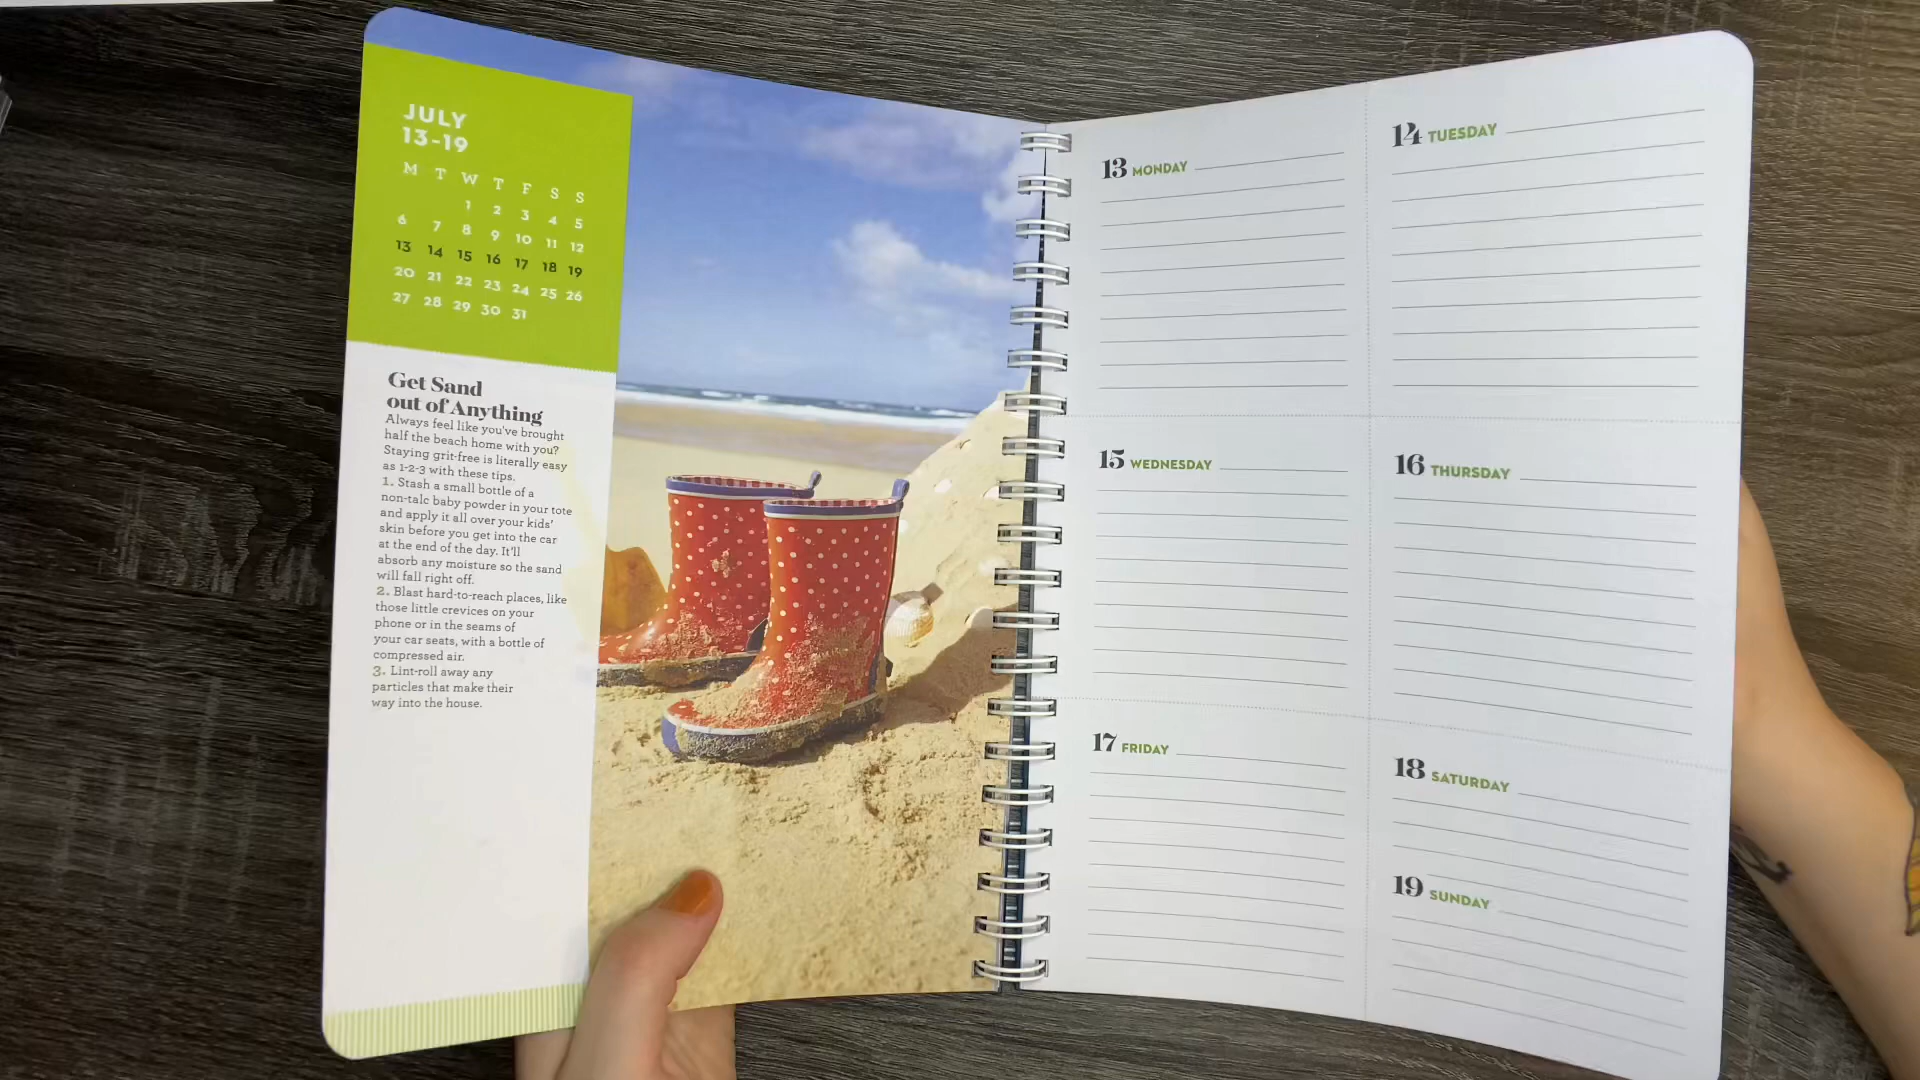 JULY
13-19
M T W T F S S
1 2 3 4 5
6 7 8 9 10 11 12
13 14 15 16 17 18 19
20 21 22 23 24 25 26
27 28 29 30 31
Get Sand
out of Anything
Always feel like you've brought
half the beach home with you?
Staying grit-free is literally easy
as 1-2-3 with these tips.
1. Stash a small bottle of a
non-talc baby powder in your tote
and apply it all over your kids'
skin before you get into the car
at the end of the day. It'll
absorb any moisture so the sand
will fall right off.
2. Blast hard-to-reach places, like
those little crevices on your
phone or in the seams of
your car seats, with a bottle of
compressed air.
3. Lint-roll away any
particles that make their
way into the house.
13 MONDAY
14 TUESDAY
15 WEDNESDAY
16 THURSDAY
17 FRIDAY
18 SATURDAY
19 SUNDAY